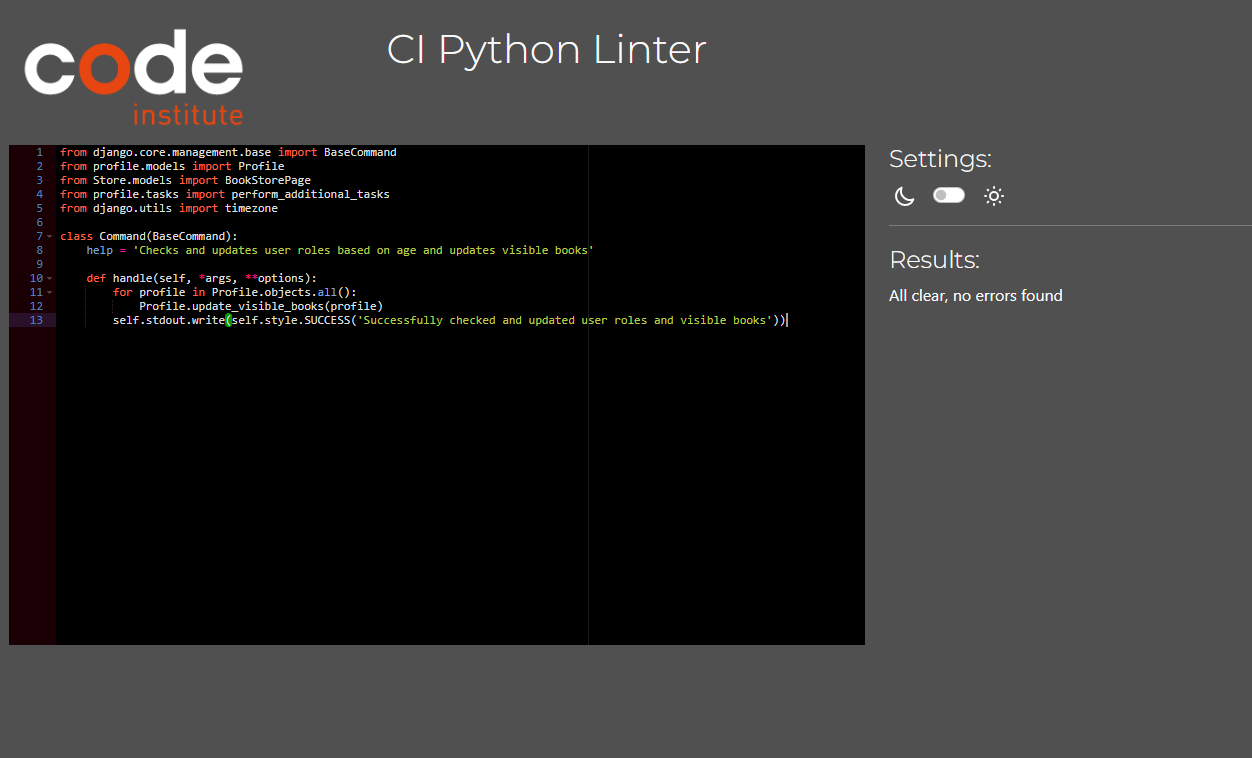 code
institute
CI Python Linter
1 from django.core.management.base import BaseCommand
2 from profile.models import Profile
3 from Store.models import BookStorePage
4 from profile.tasks import perform_additional_tasks
5 from django.utils import timezone
6
7 class Command(BaseCommand):
8     help = 'Checks and updates user roles based on age and updates visible books'
9
10     def handle(self, *args, **options):
11         for profile in Profile.objects.all():
12             Profile.update_visible_books(profile)
13         self.stdout.write(self.style.SUCCESS('Successfully checked and updated user roles and visible books'))
Settings:
Results:
All clear, no errors found